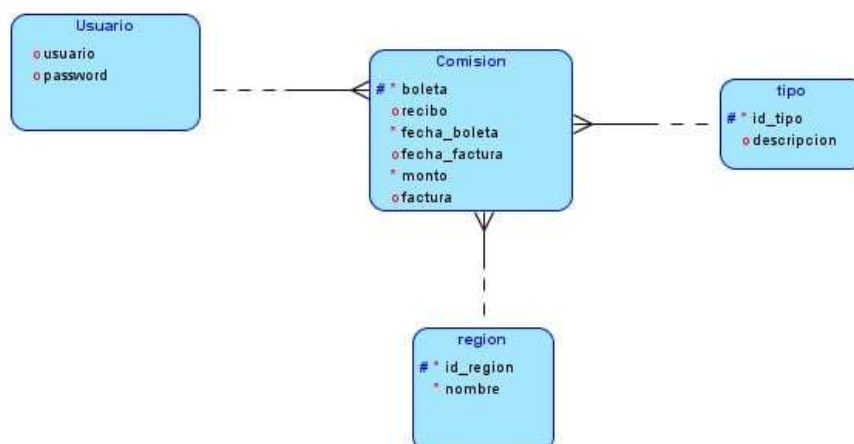 Usuario
o usuario
o password
Comision
# * boleta
o recibo
* fecha_boleta
o fecha_factura
* monto
o factura
tipo
# * id_tipo
o descripcion
region
# * id_region
* nombre